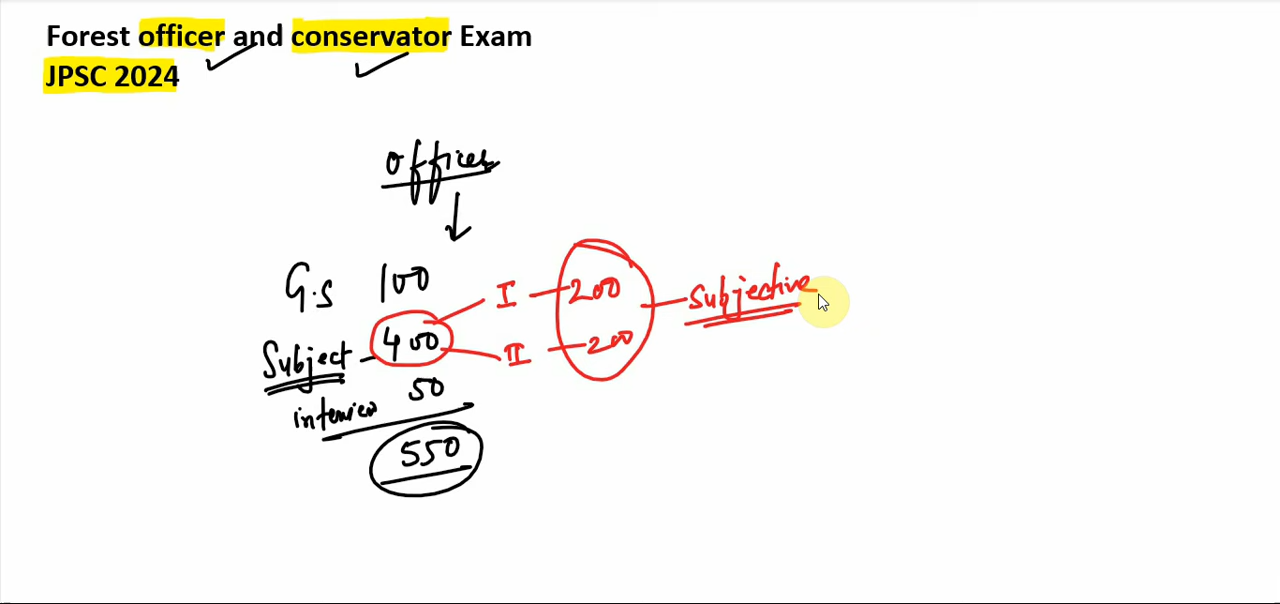 Forest officer and conservator Exam
JPSC 2024
officer
G.S 100
I - 200
Subjective
Subject - 400
II - 200
50
interview
550